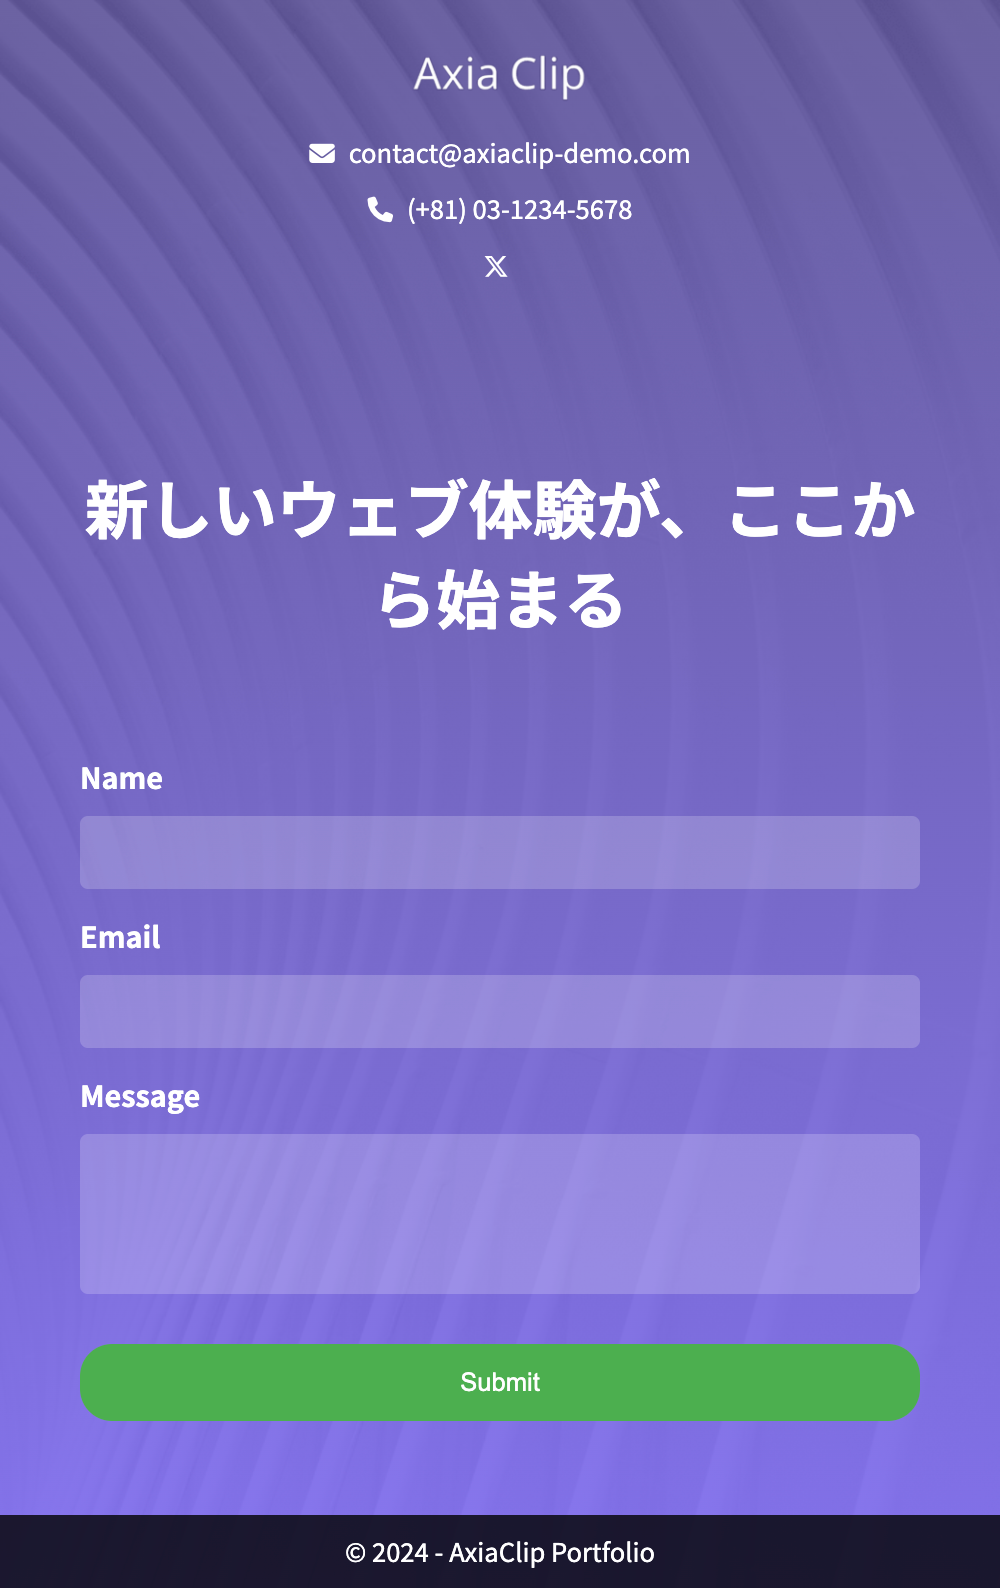 Axia Clip
contact@axiaclip-demo.com
(+81) 03-1234-5678
新しいウェブ体験が、ここか
ら始まる
Name
Email
Message
Submit
© 2024 - AxiaClip Portfolio